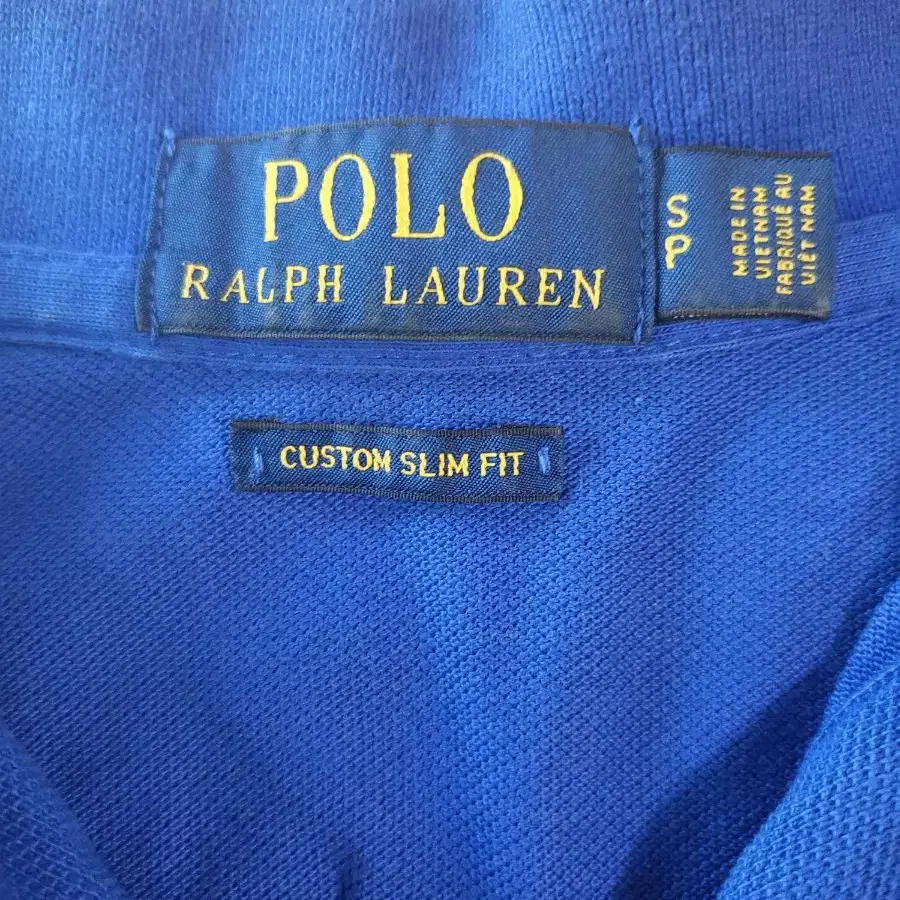 POLO
RALPH LAUREN
S
P
MADE IN
VIETNAM
FABRIQUÉ AU
VIÊT NAM
CUSTOM SLIM FIT